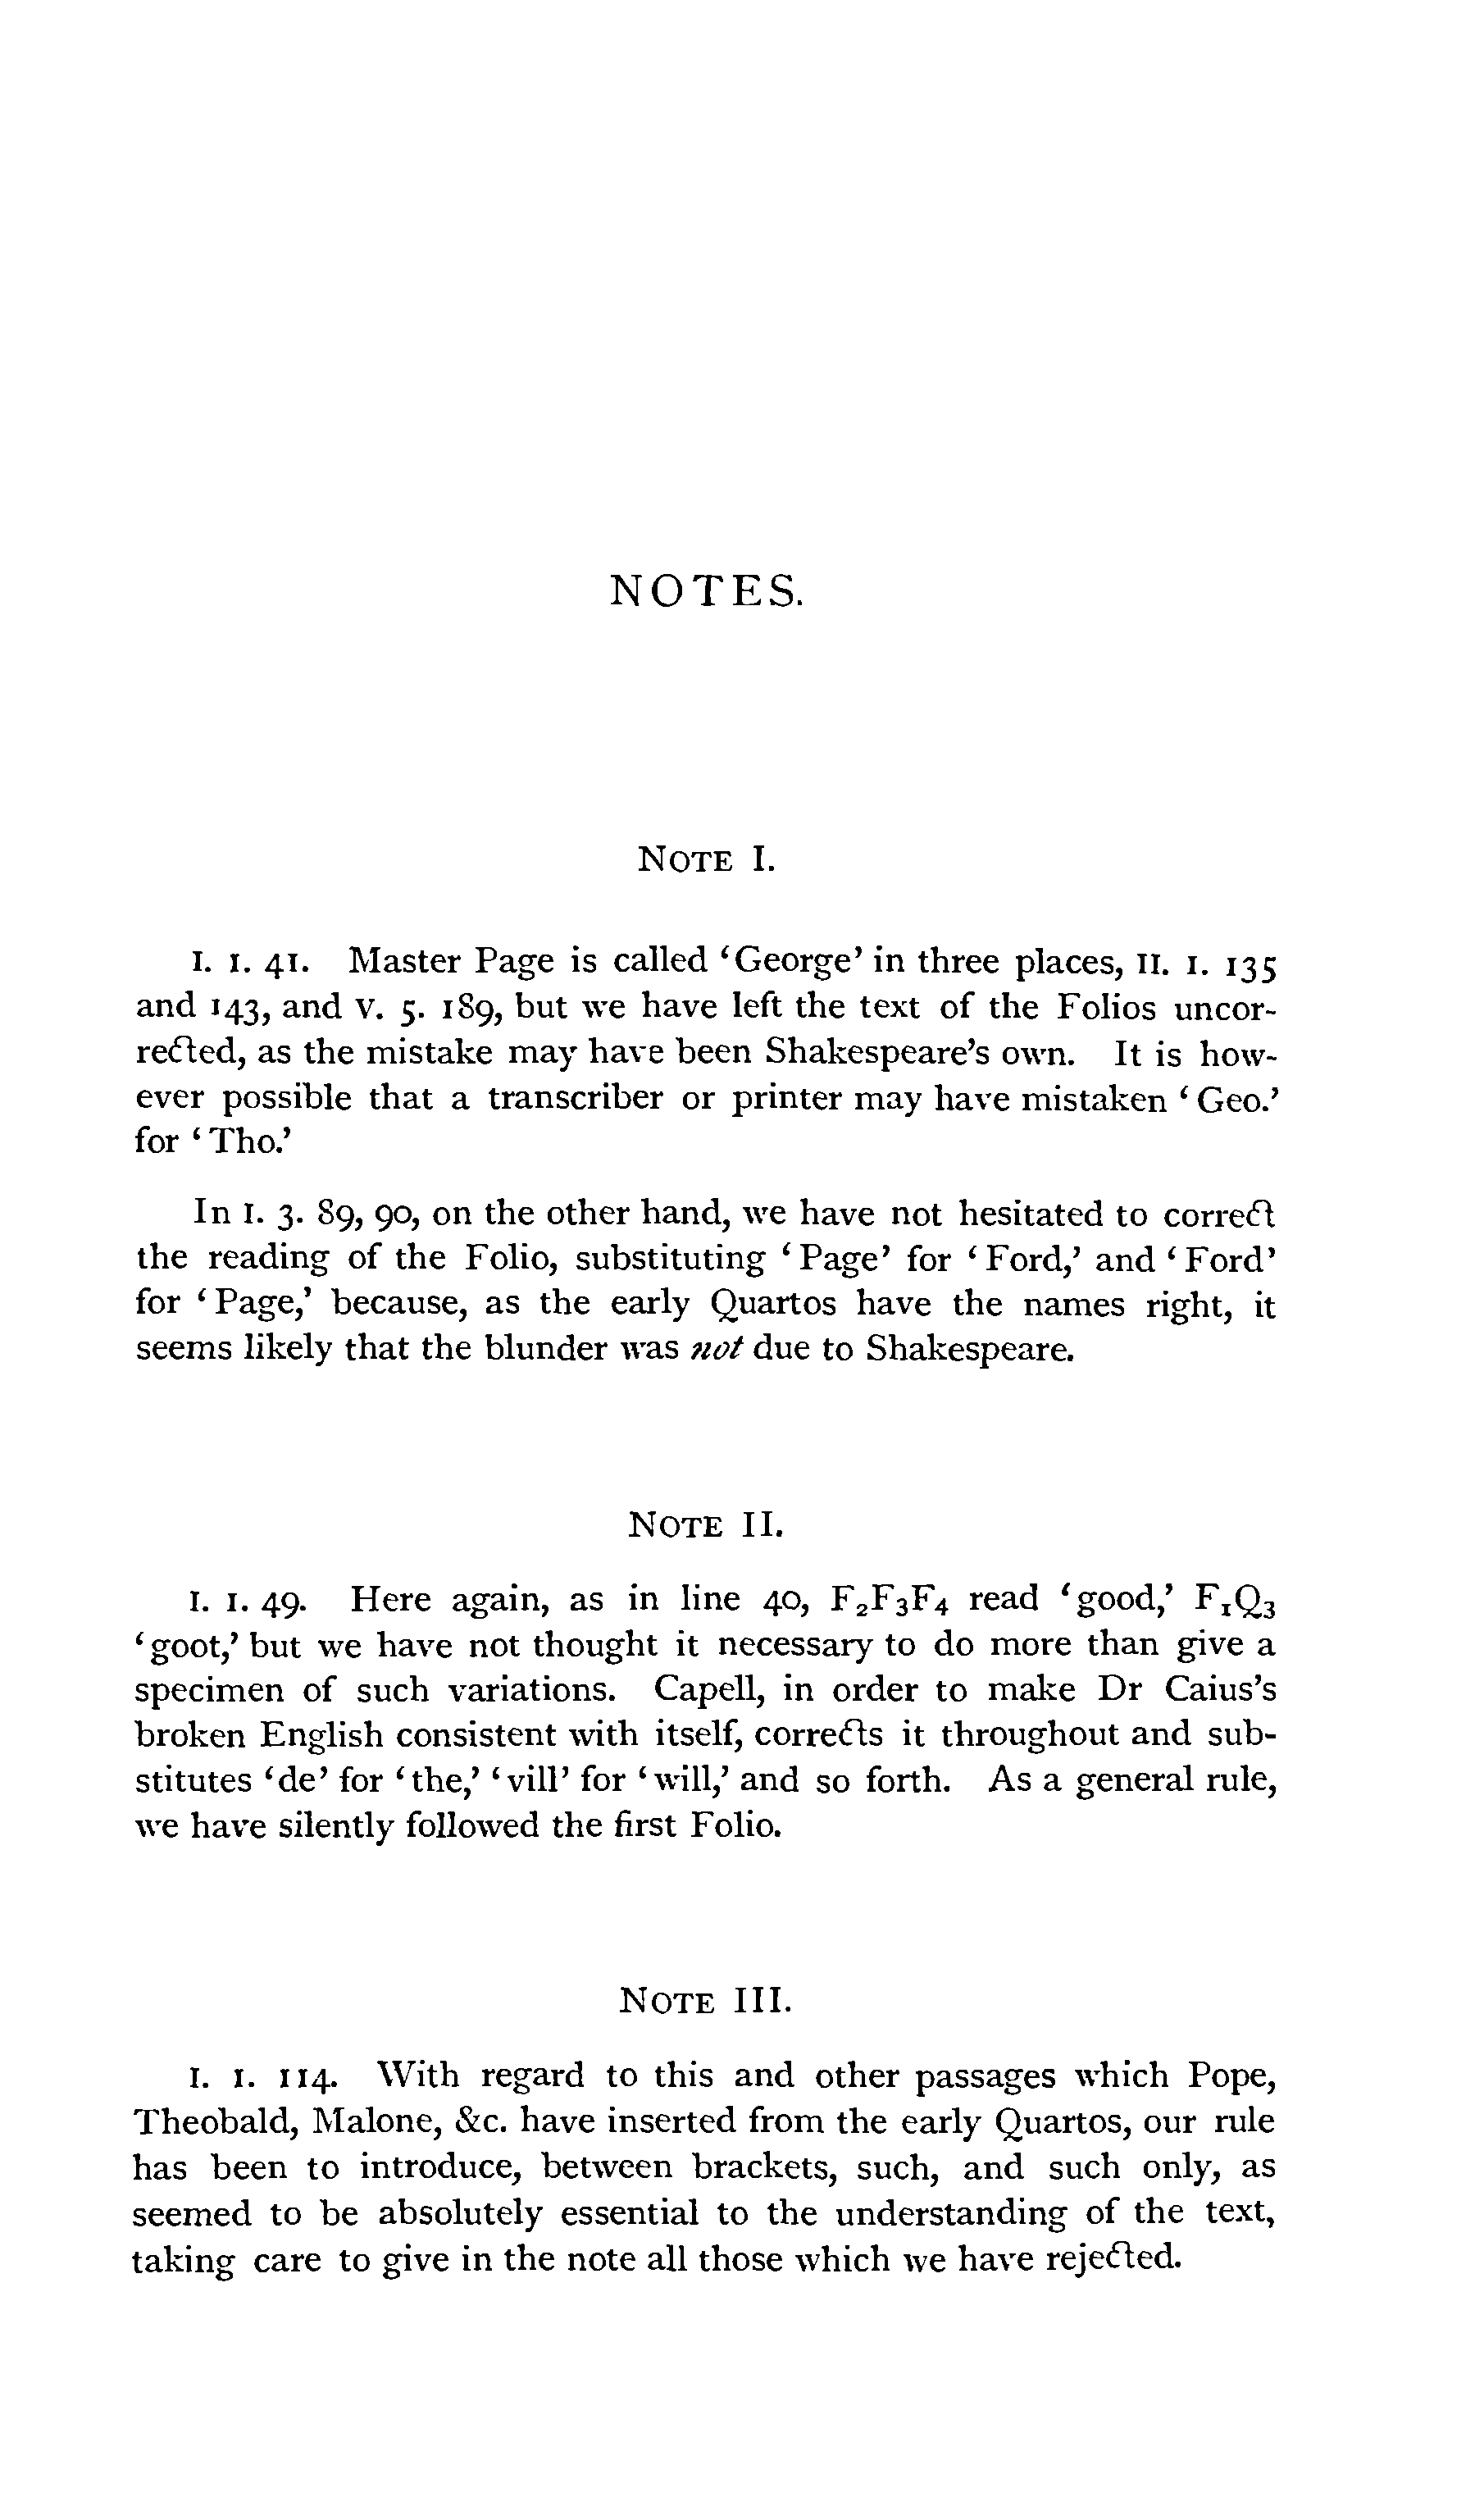 NOTES.
NOTE I.
I. I. 41. Master Page is called ‘George’ in three places, II. I. 135
and 143, and V. 5. 189, but we have left the text of the Folios uncor-
rected, as the mistake may have been Shakespeare’s own. It is how-
ever possible that a transcriber or printer may have mistaken ‘Geo.’
for ‘Tho.’
In I. 3. 89, 90, on the other hand, we have not hesitated to correct
the reading of the Folio, substituting ‘Page’ for ‘Ford,’ and ‘Ford’
for ‘Page,’ because, as the early Quartos have the names right, it
seems likely that the blunder was not due to Shakespeare.
NOTE II.
I. I. 49. Here again, as in line 40, F₂F₃F₄ read ‘good,’ F₁Q₃
‘goot,’ but we have not thought it necessary to do more than give a
specimen of such variations. Capell, in order to make Dr Caius’s
broken English consistent with itself, corrects it throughout and sub-
stitutes ‘de’ for ‘the,’ ‘vill’ for ‘will,’ and so forth. As a general rule,
we have silently followed the first Folio.
NOTE III.
I. I. 114. With regard to this and other passages which Pope,
Theobald, Malone, &c. have inserted from the early Quartos, our rule
has been to introduce, between brackets, such, and such only, as
seemed to be absolutely essential to the understanding of the text,
taking care to give in the note all those which we have rejected.